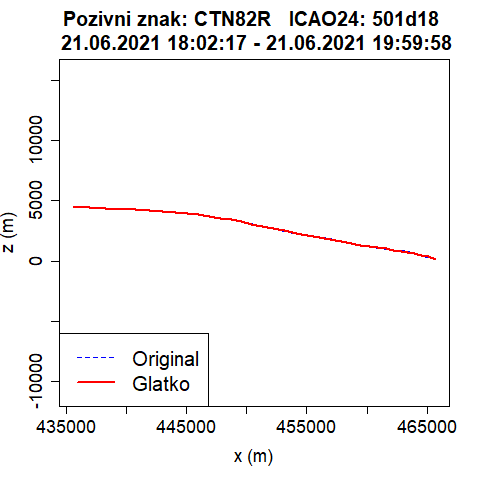 Pozivni znak: CTN82R   ICAO24: 501d18
21.06.2021 18:02:17 - 21.06.2021 19:59:58
10000
5000
0
-10000
z (m)
Original
Glatko
435000
445000
455000
465000
x (m)